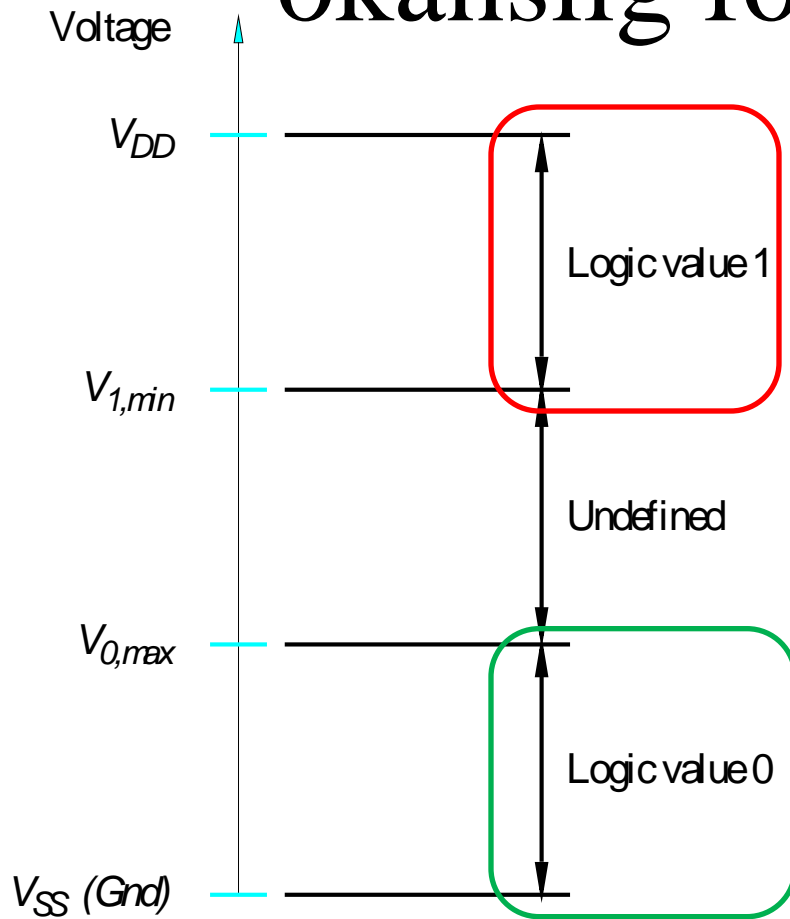 Voltage
V_DD
Logic value 1
V_1,min
Undefined
V_0,max
Logic value 0
V_SS (Gnd)